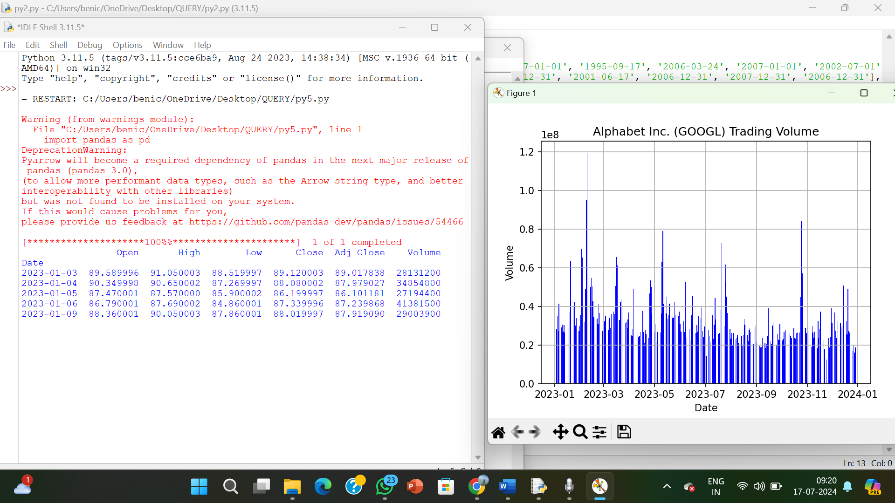 py2.py - C:/Users/benic/OneDrive/Desktop/QUERY/py2.py (3.11.5)
*IDLE Shell 3.11.5*
File Edit Shell Debug Options Window Help
Python 3.11.5 (tags/v3.11.5:cce6ba9, Aug 24 2023, 14:38:34) [MSC v.1936 64 bit (
AMD64)] on win32
Type "help", "copyright", "credits" or "license()" for more information.
>>>
= RESTART: C:/Users/benic/OneDrive/Desktop/QUERY/py5.py
Warning (from warnings module):
File "C:/Users/benic/OneDrive/Desktop/QUERY/py5.py", line 1
import pandas as pd
DeprecationWarning:
Pyarrow will become a required dependency of pandas in the next major release of
pandas (pandas 3.0),
(to allow more performant data types, such as the Arrow string type, and better
interoperability with other libraries)
but was not found to be installed on your system.
If this would cause problems for you,
please provide us feedback at https://github.com/pandas-dev/pandas/issues/54466
[*********************100%%**********************] 1 of 1 completed
Open High Low Close Adj Close Volume
Date
2023-01-03 89.589996 91.050003 88.519997 89.120003 89.017838 28131200
2023-01-04 90.349998 90.650002 87.269997 88.080002 87.979027 34854800
2023-01-05 87.470001 87.570000 85.900002 86.199997 86.101181 27194400
2023-01-06 86.790001 87.690002 84.860001 87.339996 87.239868 41381500
2023-01-09 88.360001 90.050003 87.860001 88.019997 87.919090 29003900
7-01-01', '1995-09-17', '2006-03-24', '2007-01-01', '2002-07-01'
-12-31', '2001-06-17', '2006-12-31', '2006-12-31', '2006-12-31'],
Figure 1
Alphabet Inc. (GOOGL) Trading Volume
1e8
1.2
1.0
0.8
0.6
0.4
0.2
0.0
Volume
2023-01 2023-03 2023-05 2023-07 2023-09 2023-11 2024-01
Date
Ln: 13 Col: 0
1
23
ENG
IN
09:20
17-07-2024